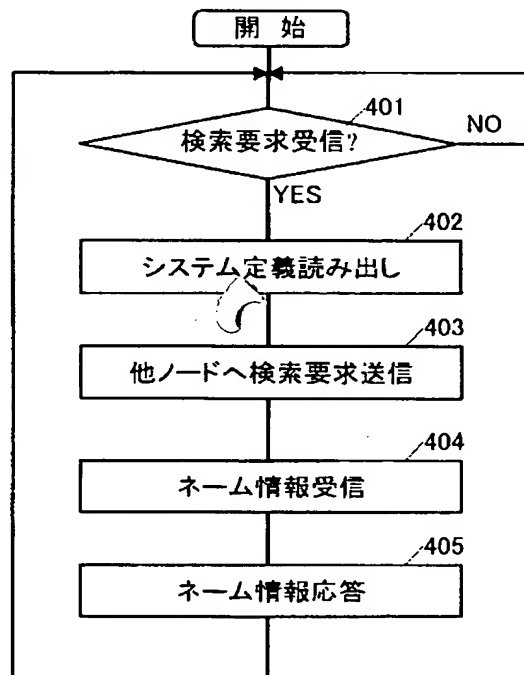 開 始
401
検索要求受信?
NO
YES
402
システム定義読み出し
403
他ノードへ検索要求送信
404
ネーム情報受信
405
ネーム情報応答